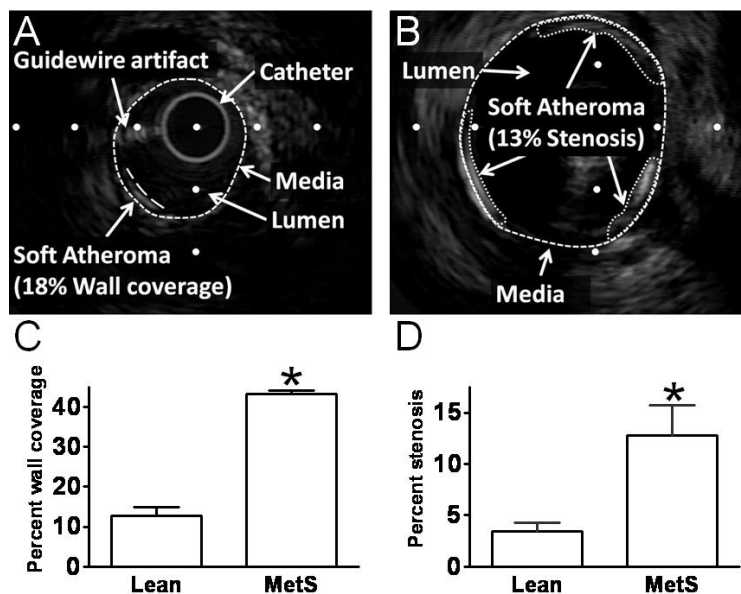 A
Guidewire artifact
Catheter
Media
Lumen
Soft Atheroma
(18% Wall coverage)
B
Lumen
Soft Atheroma
(13% Stenosis)
Media
C
Percent wall coverage
40
30
20
10
0
*
Lean
MetS
D
Percent stenosis
15
10
5
0
*
Lean
MetS